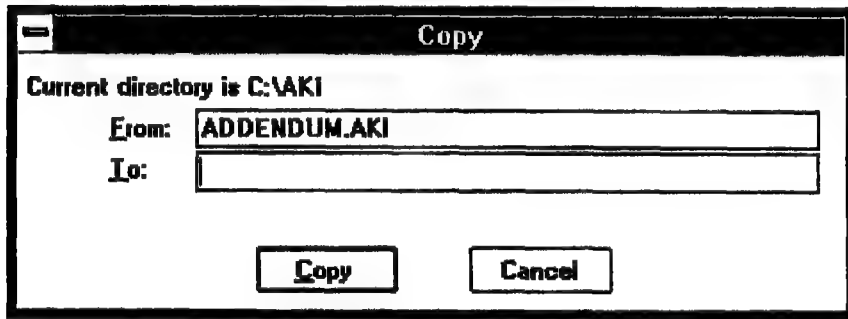 Copy
Current directory is C:\AKI
From: ADDENDUM.AKI
To:
Copy Cancel